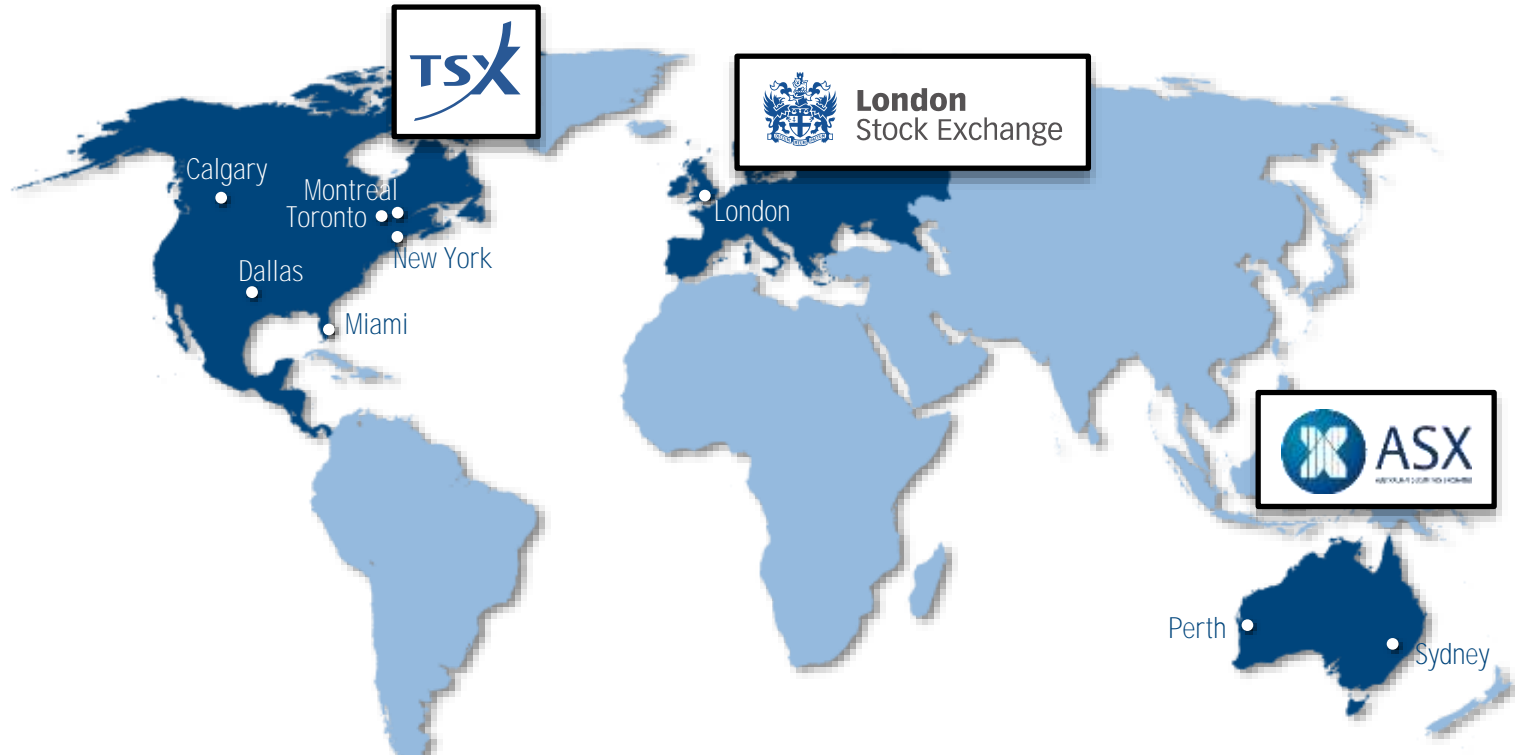 TSX
London
Stock Exchange
Calgary
Montreal
Toronto
London
New York
Dallas
Miami
ASX
Perth
Sydney